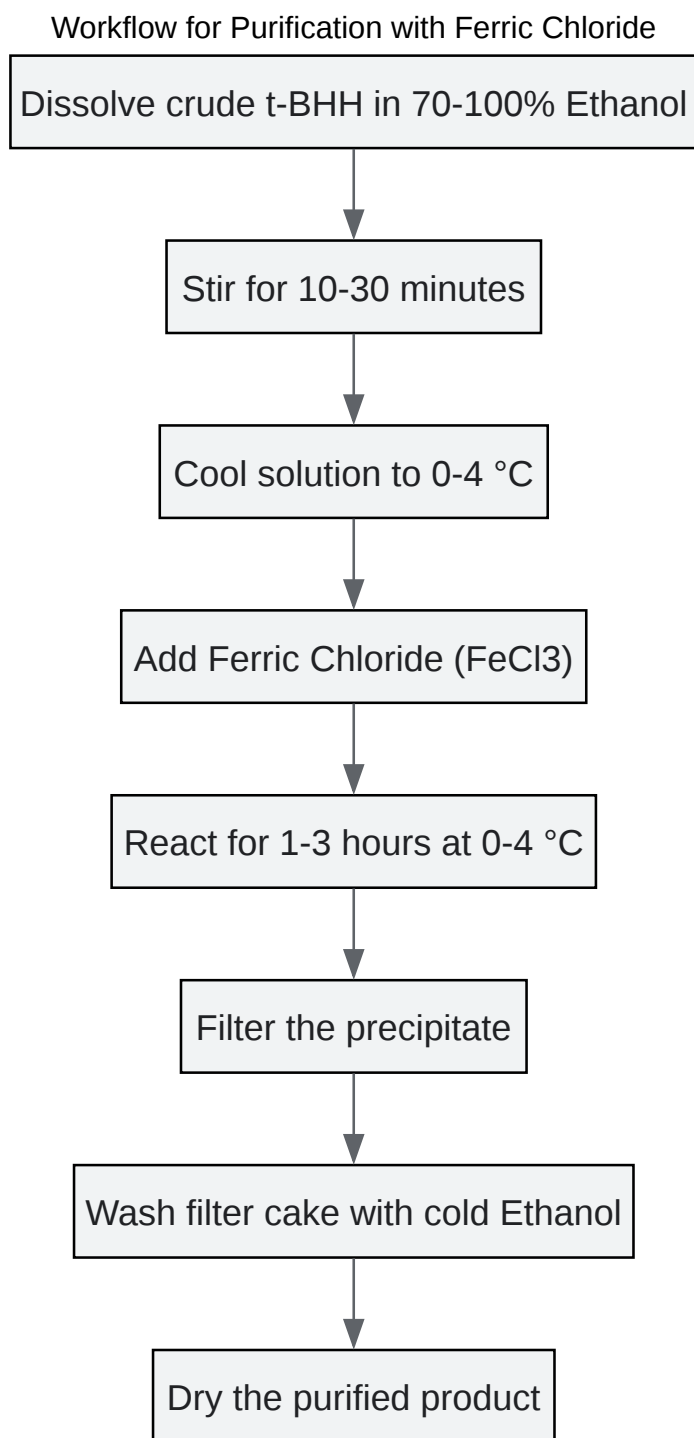 Workflow for Purification with Ferric Chloride
Dissolve crude t-BHH in 70-100% Ethanol
Stir for 10-30 minutes
Cool solution to 0-4 °C
Add Ferric Chloride (FeCl3)
React for 1-3 hours at 0-4 °C
Filter the precipitate
Wash filter cake with cold Ethanol
Dry the purified product